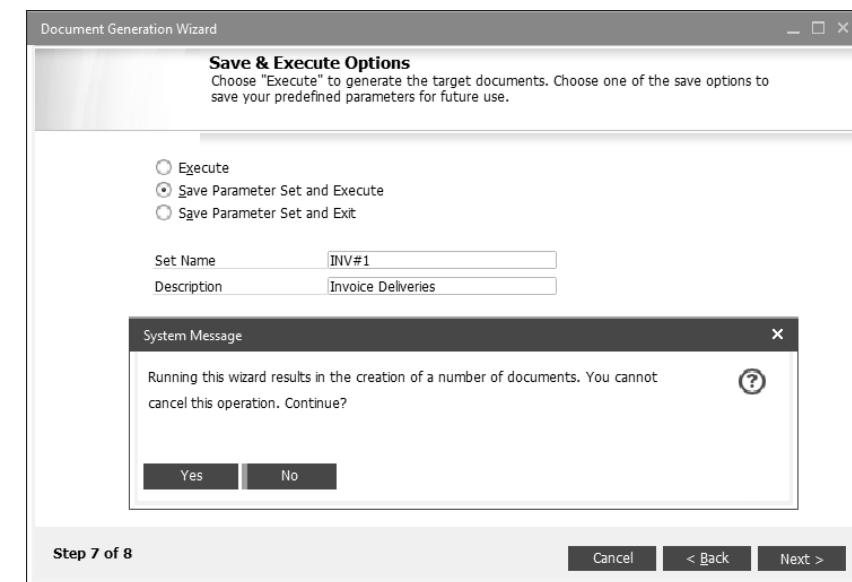 Document Generation Wizard
Save & Execute Options
Choose "Execute" to generate the target documents. Choose one of the save options to
save your predefined parameters for future use.
Execute
Save Parameter Set and Execute
Save Parameter Set and Exit
Set Name INV#1
Description Invoice Deliveries
System Message
Running this wizard results in the creation of a number of documents. You cannot
cancel this operation. Continue?
Yes No
Step 7 of 8 Cancel < Back Next >